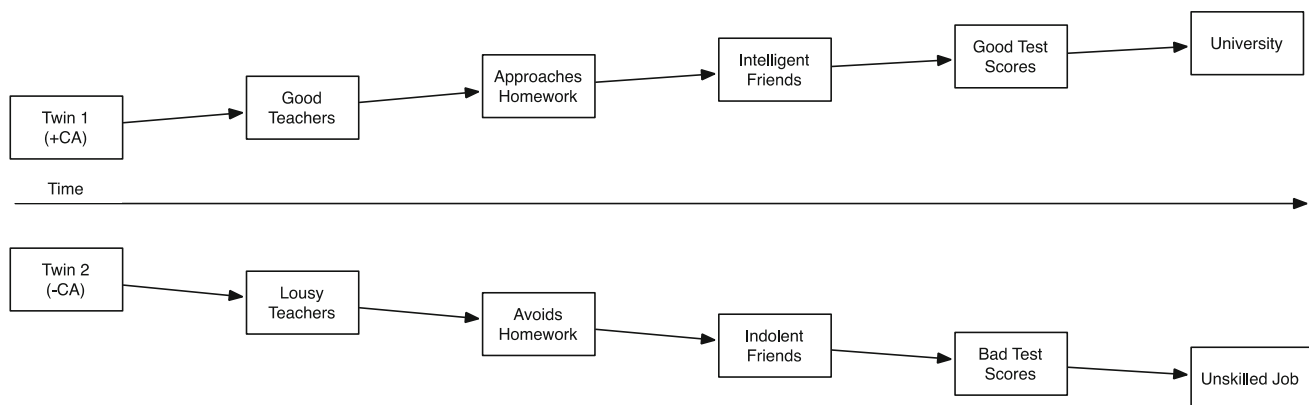 Twin 1
(+CA)
Good
Teachers
Approaches
Homework
Intelligent
Friends
Good Test
Scores
University
Time
Twin 2
(-CA)
Lousy
Teachers
Avoids
Homework
Indolent
Friends
Bad Test
Scores
Unskilled Job